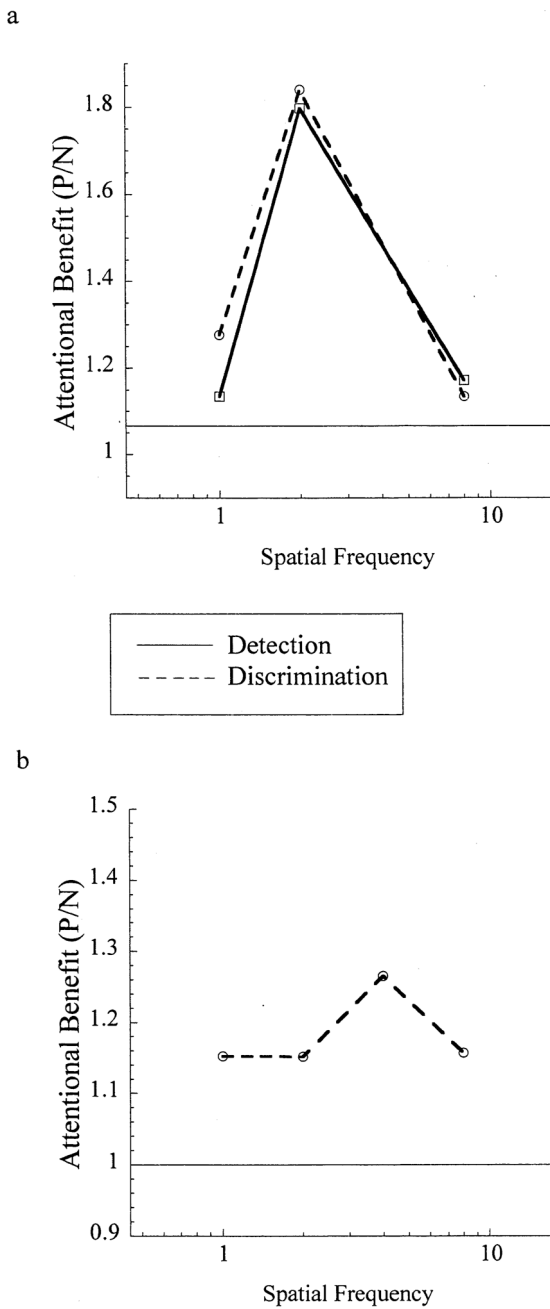 a
Attentional Benefit (P/N)
1.8
1.6
1.4
1.2
1
1
10
Spatial Frequency
Detection
Discrimination
b
Attentional Benefit (P/N)
1.5
1.4
1.3
1.2
1.1
1
0.9
1
10
Spatial Frequency